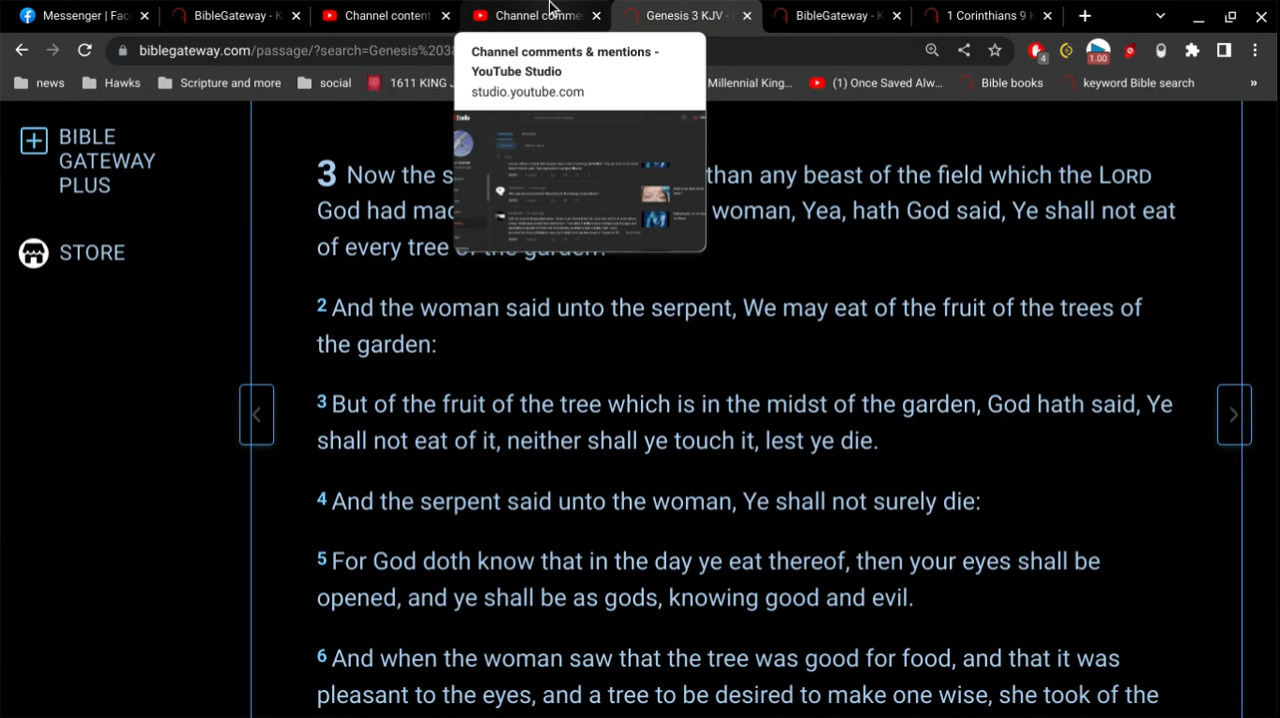 Messenger | Fac
BibleGateway - K
Channel content
Channel comme
Genesis 3 KJV -
BibleGateway - K
1 Corinthians 9 K
biblegateway.com/passage/?search=Genesis%203
4
1.00
news
Hawks
Scripture and more
social
1611 KING J
Millennial King...
(1) Once Saved Alw...
Bible books
keyword Bible search
»
Channel comments & mentions -
YouTube Studio
studio.youtube.com
Studio
BIBLE
GATEWAY
PLUS
STORE
3 Now the s than any beast of the field which the LORD
God had mad woman, Yea, hath God said, Ye shall not eat
of every tree of the garden?
2 And the woman said unto the serpent, We may eat of the fruit of the trees of
the garden:
3 But of the fruit of the tree which is in the midst of the garden, God hath said, Ye
shall not eat of it, neither shall ye touch it, lest ye die.
4 And the serpent said unto the woman, Ye shall not surely die:
5 For God doth know that in the day ye eat thereof, then your eyes shall be
opened, and ye shall be as gods, knowing good and evil.
6 And when the woman saw that the tree was good for food, and that it was
pleasant to the eyes, and a tree to be desired to make one wise, she took of the